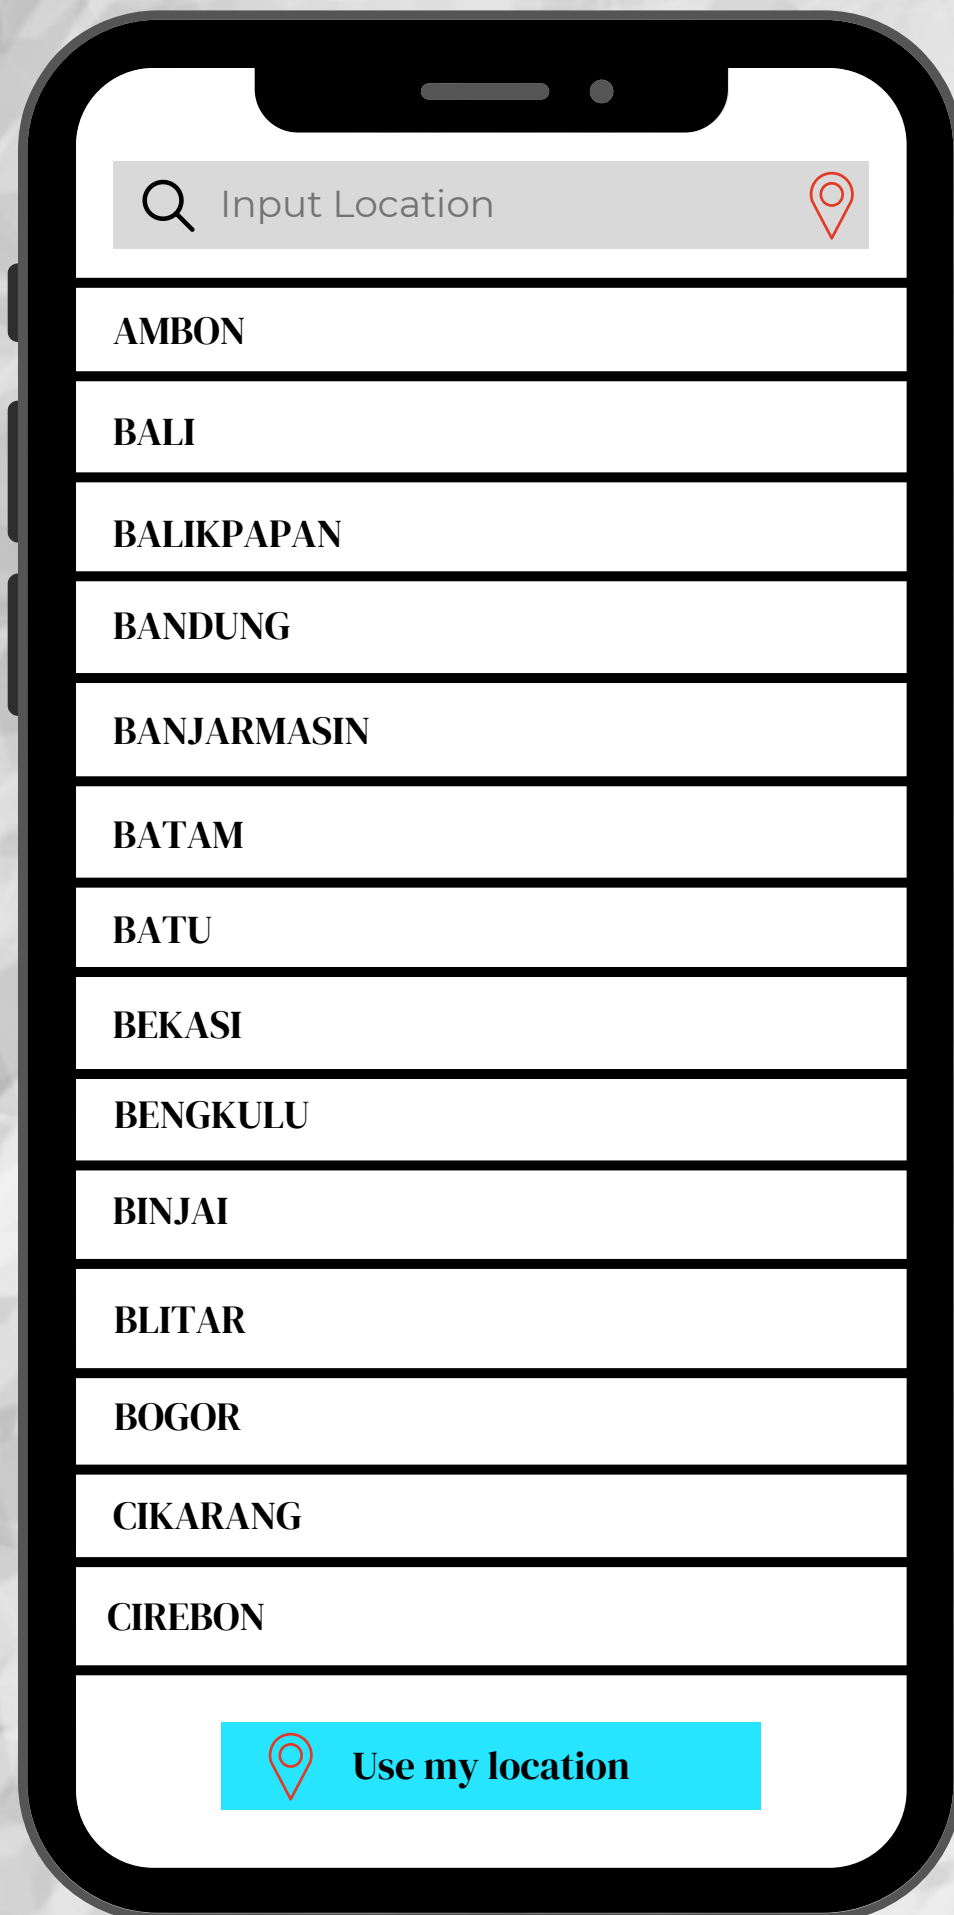 Input Location
AMBON
BALI
BALIKPAPAN
BANDUNG
BANJARMASIN
BATAM
BATU
BEKASI
BENGKULU
BINJAI
BLITAR
BOGOR
CIKARANG
CIREBON
Use my location